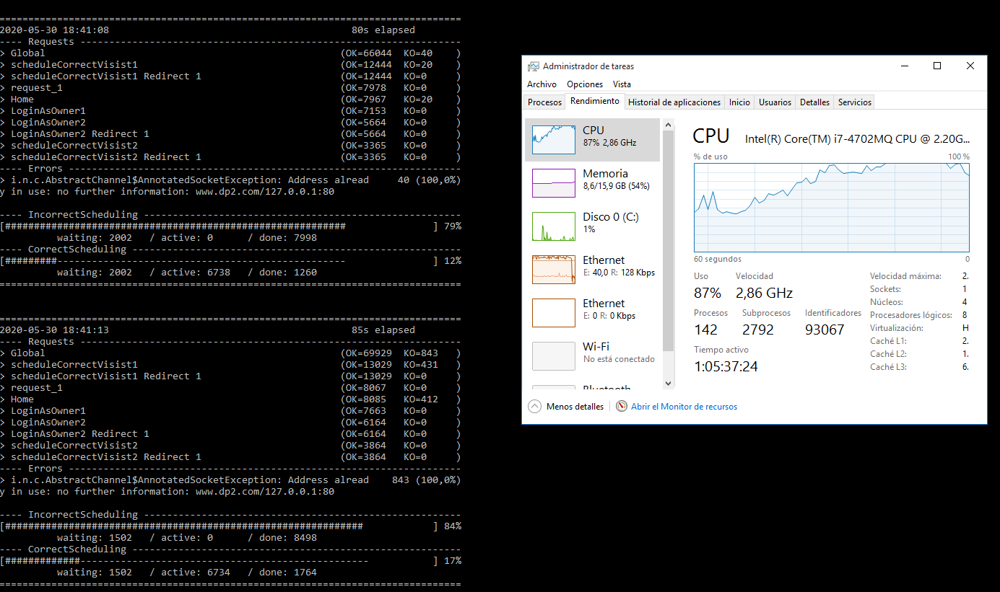 ================================================================================
2020-05-30 18:41:08                                          80s elapsed
---- Requests ------------------------------------------------------------------
> Global                                                   (OK=66044  KO=40    )
> scheduleCorrectVisist1                                   (OK=12444  KO=20    )
> scheduleCorrectVisist1 Redirect 1                        (OK=12444  KO=0     )
> request_1                                                (OK=7978   KO=0     )
> Home                                                     (OK=7967   KO=20    )
> LoginAsOwner1                                            (OK=7153   KO=0     )
> LoginAsOwner2                                            (OK=5664   KO=0     )
> LoginAsOwner2 Redirect 1                                 (OK=5664   KO=0     )
> scheduleCorrectVisist2                                   (OK=3365   KO=0     )
> scheduleCorrectVisist2 Redirect 1                        (OK=3365   KO=0     )
---- Errors --------------------------------------------------------------------
> i.n.c.AbstractChannel$AnnotatedSocketException: Address alread     40 (100,0%)
y in use: no further information: www.dp2.com/127.0.0.1:80
---- IncorrectScheduling -------------------------------------------------------
[###########################################################               ] 79%
          waiting: 2002   / active: 0      / done: 7998
---- CorrectScheduling ---------------------------------------------------------
[#########--------------------------------------------------               ] 12%
          waiting: 2002   / active: 6738   / done: 1260
================================================================================
================================================================================
2020-05-30 18:41:13                                          85s elapsed
---- Requests ------------------------------------------------------------------
> Global                                                   (OK=69929  KO=843   )
> scheduleCorrectVisist1                                   (OK=13029  KO=431   )
> scheduleCorrectVisist1 Redirect 1                        (OK=13029  KO=0     )
> request_1                                                (OK=8067   KO=0     )
> Home                                                     (OK=8085   KO=412   )
> LoginAsOwner1                                            (OK=7663   KO=0     )
> LoginAsOwner2                                            (OK=6164   KO=0     )
> LoginAsOwner2 Redirect 1                                 (OK=6164   KO=0     )
> scheduleCorrectVisist2                                   (OK=3864   KO=0     )
> scheduleCorrectVisist2 Redirect 1                        (OK=3864   KO=0     )
---- Errors --------------------------------------------------------------------
> i.n.c.AbstractChannel$AnnotatedSocketException: Address alread    843 (100,0%)
y in use: no further information: www.dp2.com/127.0.0.1:80
---- IncorrectScheduling -------------------------------------------------------
[##############################################################            ] 84%
          waiting: 1502   / active: 0      / done: 8498
---- CorrectScheduling ---------------------------------------------------------
[#############--------------------------------------------------           ] 17%
          waiting: 1502   / active: 6734   / done: 1764
================================================================================
Administrador de tareas
Archivo Opciones Vista
Procesos Rendimiento Historial de aplicaciones Inicio Usuarios Detalles Servicios
CPU
87% 2,86 GHz
Memoria
8,6/15,9 GB (54%)
Disco 0 (C:)
1%
Ethernet
E: 40,0 R: 128 Kbps
Ethernet
E: 0 R: 0 Kbps
Wi-Fi
No está conectado
Bluetooth
CPU Intel(R) Core(TM) i7-4702MQ CPU @ 2.20G...
% de uso 100 %
60 segundos 0
Uso Velocidad
87% 2,86 GHz
Procesos Subprocesos Identificadores
142 2792 93067
Tiempo activo
1:05:37:24
Velocidad máxima: 2.
Sockets: 1
Núcleos: 4
Procesadores lógicos: 8
Virtualización: H
Caché L1: 2.
Caché L2: 1.
Caché L3: 6.
Menos detalles Abrir el Monitor de recursos